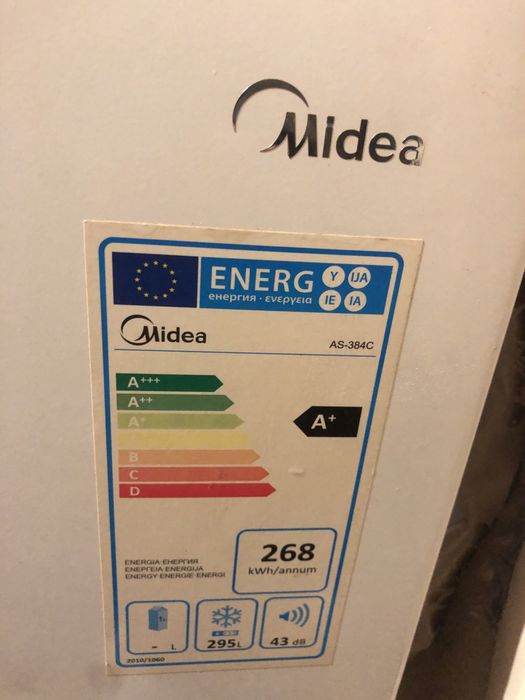 Midea
ENERG Y IJA
енергия · ενεργεια IE IA
Midea
AS-384C
A+++
A++
A+
A+
B
C
D
268
kWh/annum
ENERGIA·ЕНЕРГИЯ
ΕΝΕΡΓΕΙΑ·ENERGIJA
ENERGY·ENERGIE·ENERGI
- L
295L
43 dB
2010/1060